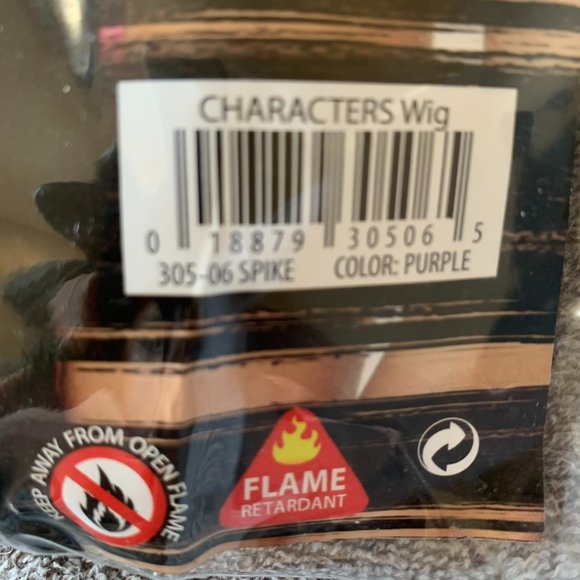 CHARACTERS Wig
0 18879 30506 5
305-06 SPIKE COLOR: PURPLE
KEEP AWAY FROM OPEN FLAME
FLAME
RETARDANT